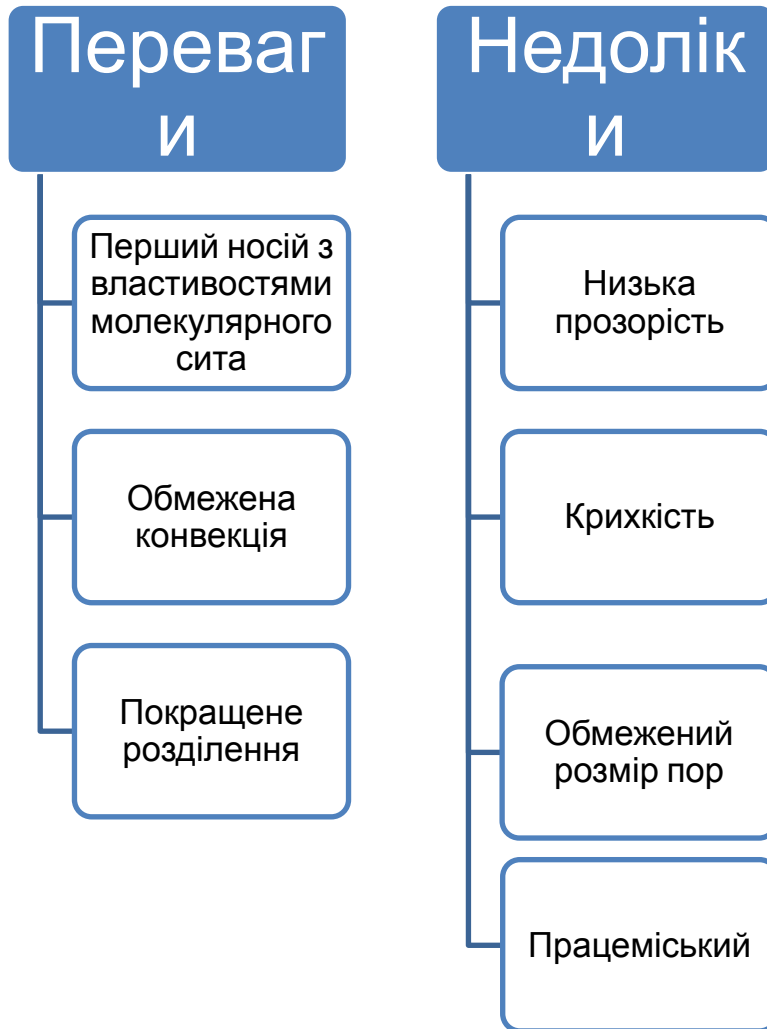 Переваг
и
Перший носій з
властивостями
молекулярного
сита
Обмежена
конвекція
Покращене
розділення
Недолік
и
Низька
прозорість
Крихкість
Обмежений
розмір пор
Працеміський